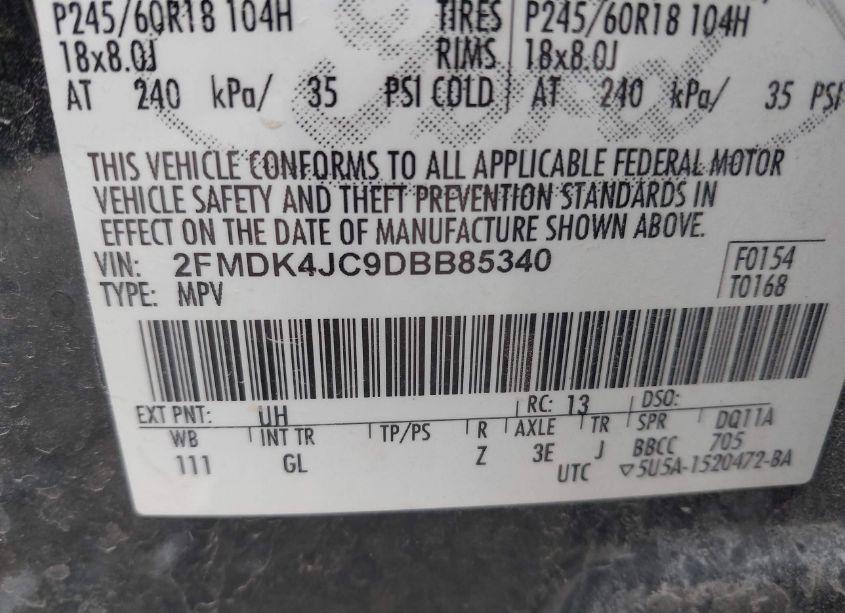 P245/60R18 104H TIRES P245/60R18 104H
18x8.0J RIMS 18x8.0J
AT 240 kPa/ 35 PSI COLD AT 240 kPa/ 35 PSI
THIS VEHICLE CONFORMS TO ALL APPLICABLE FEDERAL MOTOR
VEHICLE SAFETY AND THEFT PREVENTION STANDARDS IN
EFFECT ON THE DATE OF MANUFACTURE SHOWN ABOVE.
VIN: 2FMDK4JC9DBB85340 F0154
TYPE: MPV T0168
EXT PNT: UH RC: 13 DSO:
WB INT TR TP/PS R AXLE TR SPR DQ11A
111 GL Z 3E J BBCC 705
UTC ▽5U5A-1520472-BA